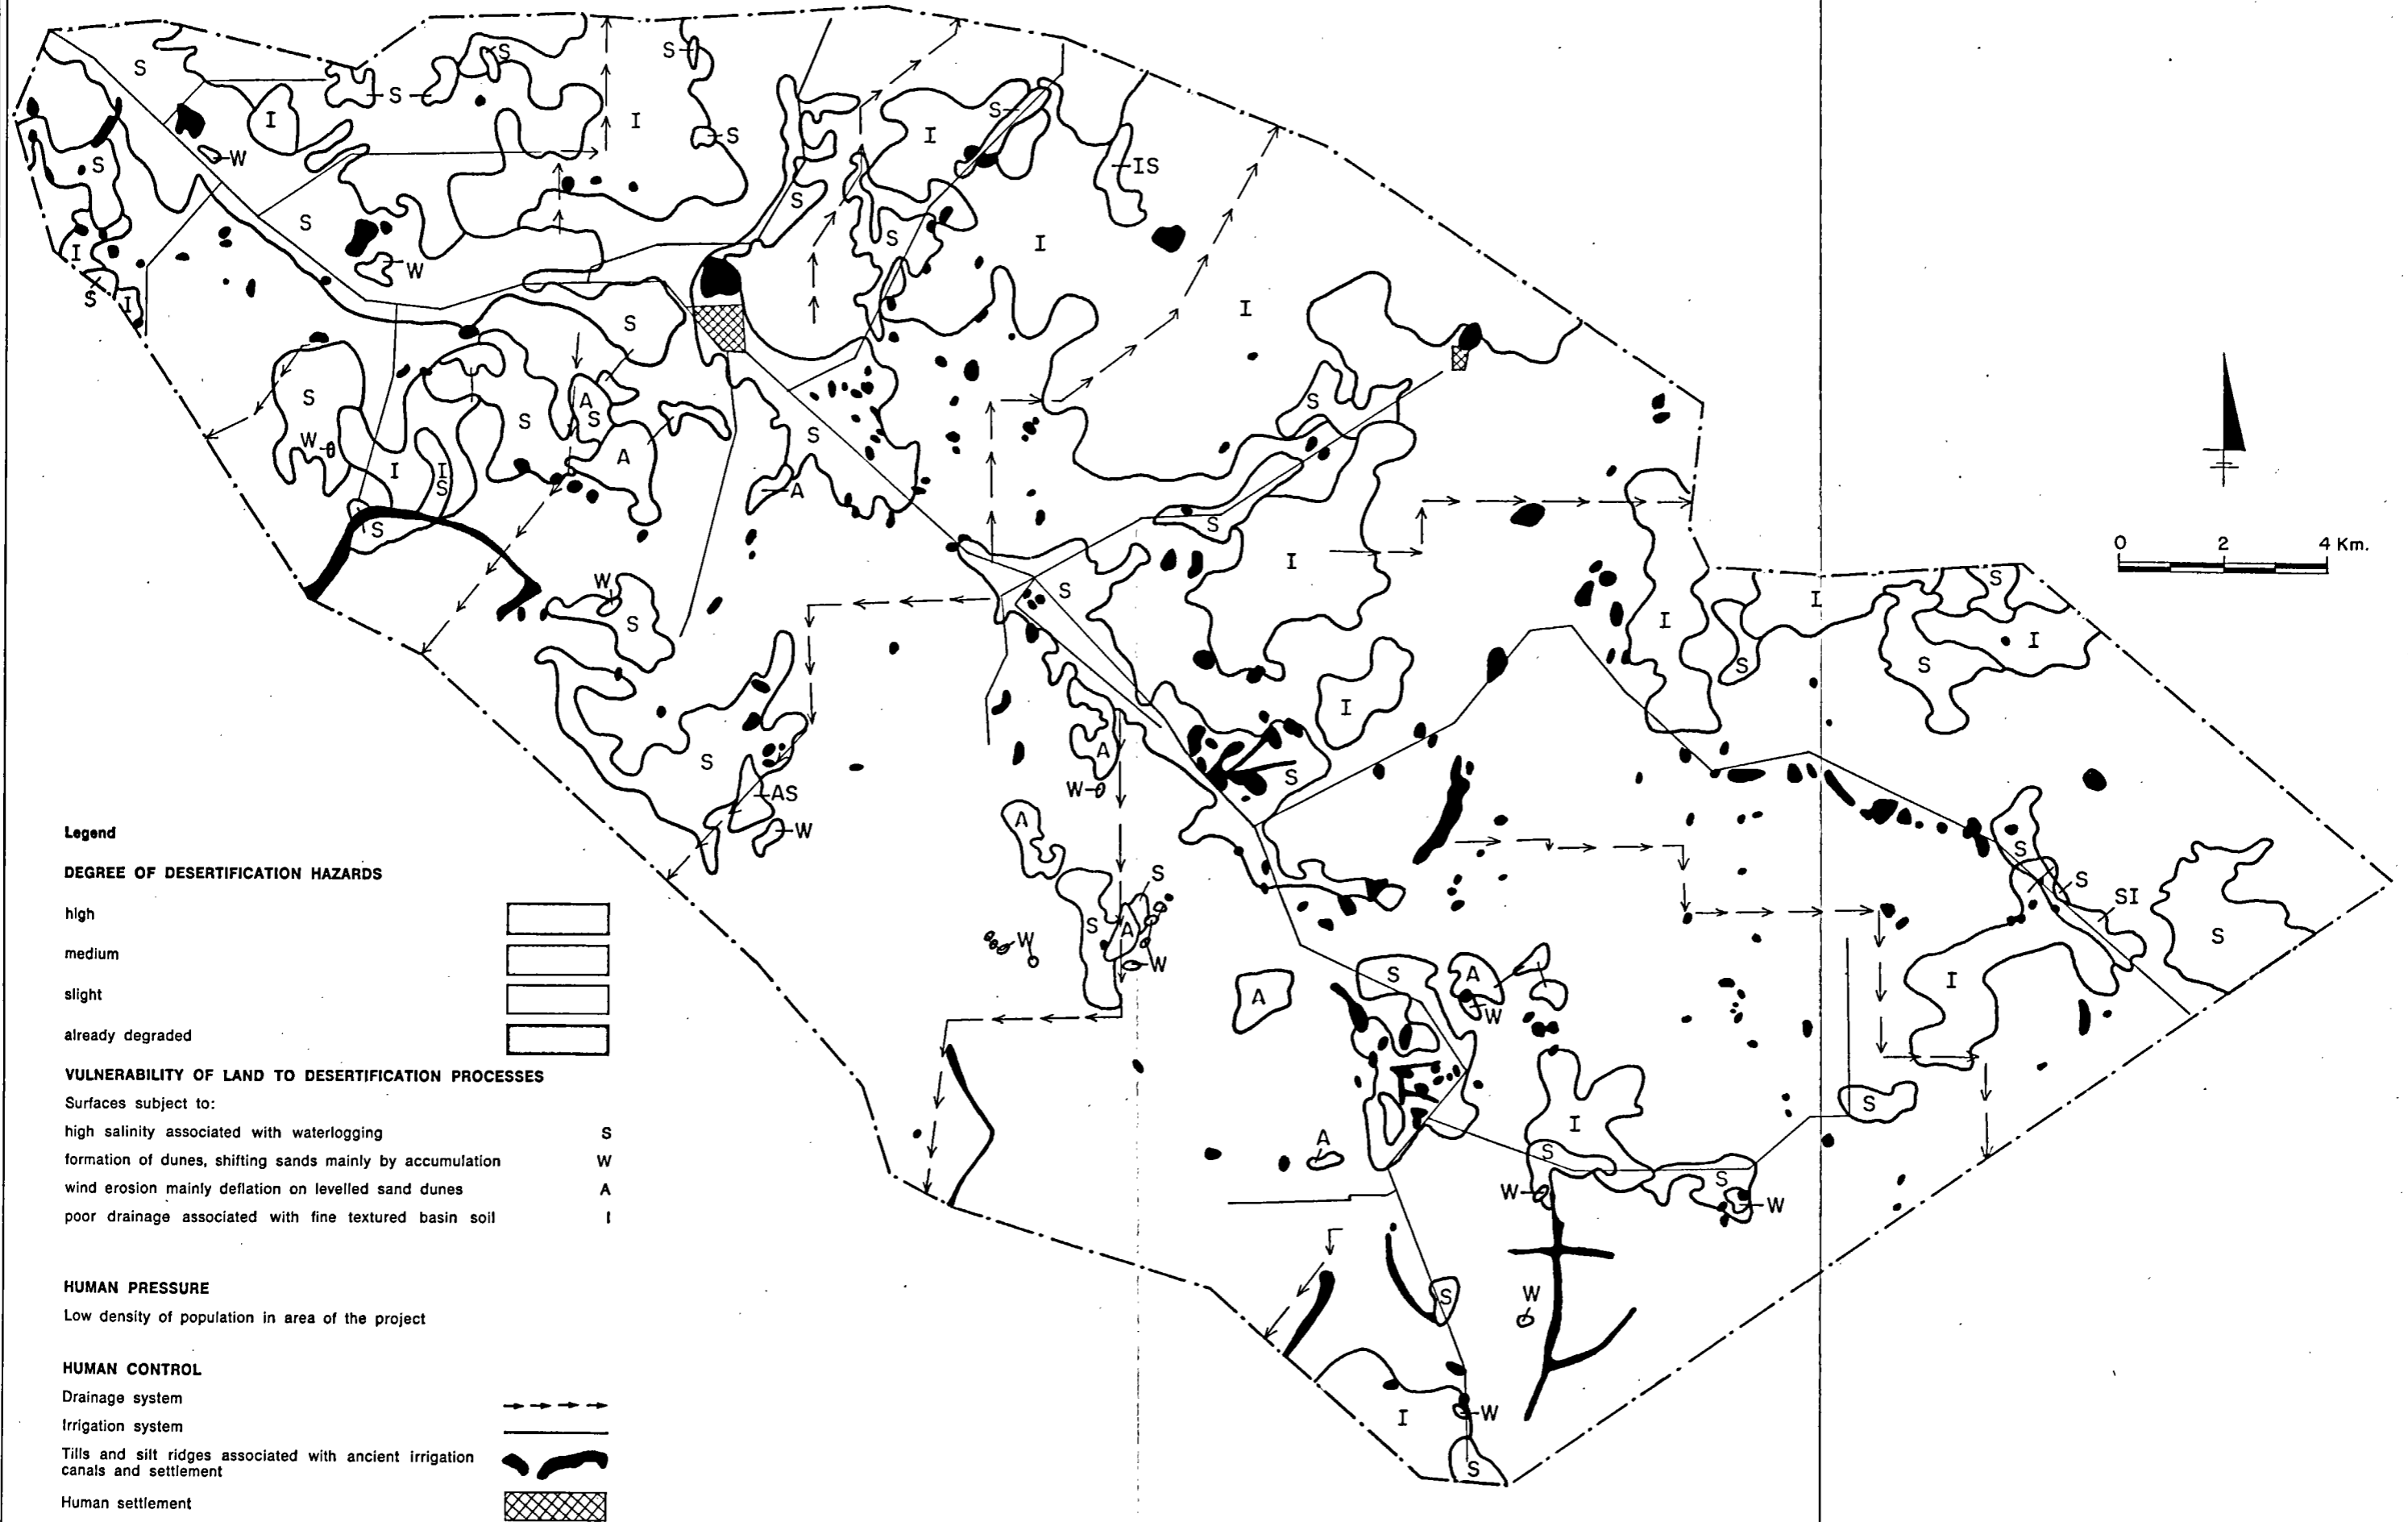 S
S
S
S
S
I
I
S
I
S
W
IS
S
S
S
S
W
I
I
I
S
I
I
S
S
A
S
S
S
S
W
A
I
I
S
A
S
S
0 2 4 Km.
I
S
I
S
W
S
I
I
S
S
I
I
S
A
S
W
AS
W
A
S
S
S
SI
S
A
S
W
W
S
A
I
A
W
S
A
I
S
S
W
W
S
W
I
W
S
Legend
DEGREE OF DESERTIFICATION HAZARDS
high
medium
slight
already degraded
VULNERABILITY OF LAND TO DESERTIFICATION PROCESSES
Surfaces subject to:
high salinity associated with waterlogging S
formation of dunes, shifting sands mainly by accumulation W
wind erosion mainly deflation on levelled sand dunes A
poor drainage associated with fine textured basin soil I
HUMAN PRESSURE
Low density of population in area of the project
HUMAN CONTROL
Drainage system
Irrigation system
Tills and silt ridges associated with ancient irrigation
canals and settlement
Human settlement